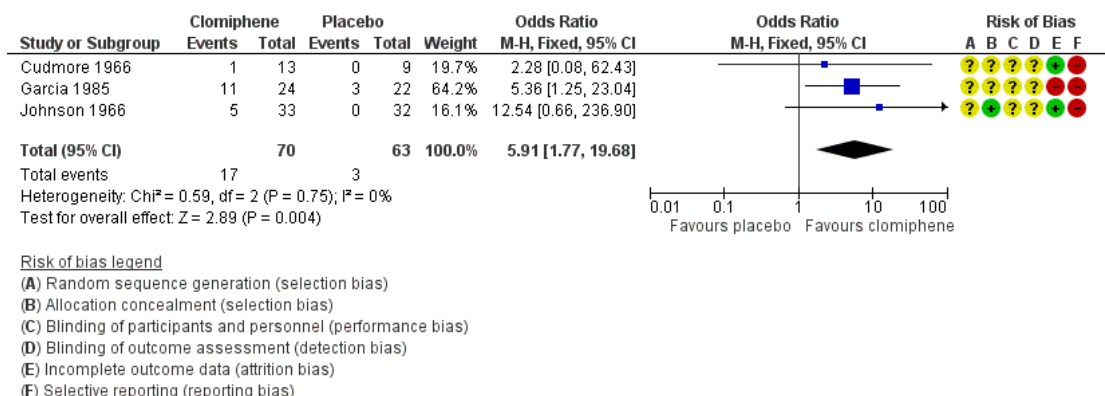 Clomiphene Placebo Odds Ratio Odds Ratio Risk of Bias
Study or Subgroup Events Total Events Total Weight M-H, Fixed, 95% CI M-H, Fixed, 95% CI A B C D E F
Cudmore 1966 1 13 0 9 19.7% 2.28 [0.08, 62.43] ? ? ? ? + −
Garcia 1985 11 24 3 22 64.2% 5.36 [1.25, 23.04] ? ? ? ? − −
Johnson 1966 5 33 0 32 16.1% 12.54 [0.66, 236.90] ? + ? ? − −
Total (95% CI) 70 63 100.0% 5.91 [1.77, 19.68]
Total events 17 3
Heterogeneity: Chi² = 0.59, df = 2 (P = 0.75); I² = 0%
Test for overall effect: Z = 2.89 (P = 0.004)
0.01 0.1 1 10 100
Favours placebo Favours clomiphene
Risk of bias legend
(A) Random sequence generation (selection bias)
(B) Allocation concealment (selection bias)
(C) Blinding of participants and personnel (performance bias)
(D) Blinding of outcome assessment (detection bias)
(E) Incomplete outcome data (attrition bias)
(F) Selective reporting (reporting bias)